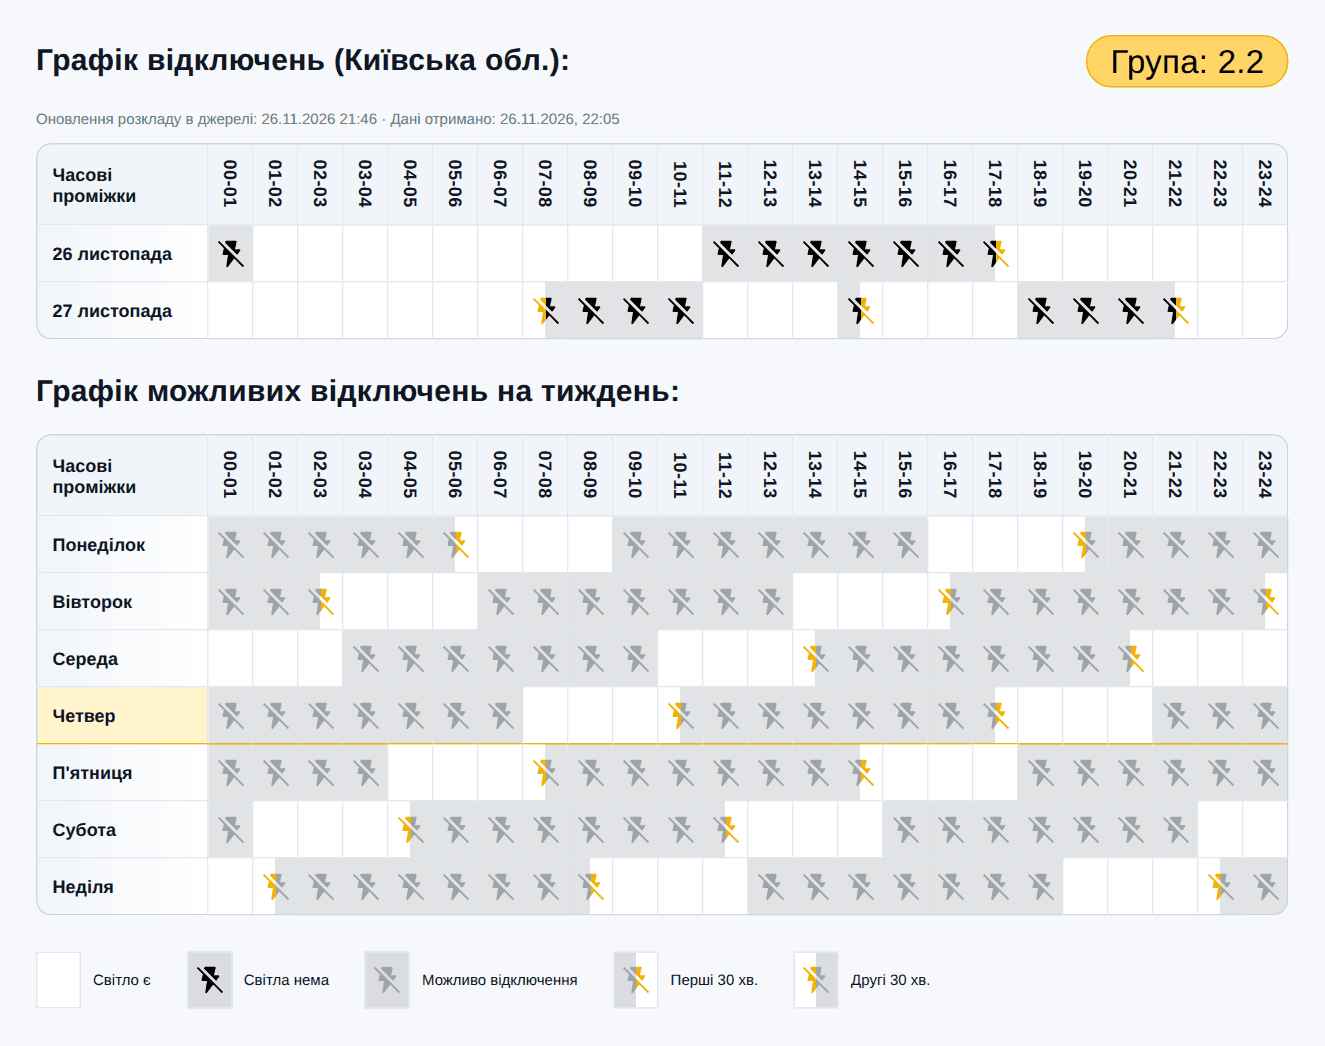 Графік відключень (Київська обл.):
Група: 2.2
Оновлення розкладу в джерелі: 26.11.2026 21:46 · Дані отримано: 26.11.2026, 22:05
Часові проміжки 00-01 01-02 02-03 03-04 04-05 05-06 06-07 07-08 08-09 09-10 10-11 11-12 12-13 13-14 14-15 15-16 16-17 17-18 18-19 19-20 20-21 21-22 22-23 23-24
26 листопада
27 листопада
Графік можливих відключень на тиждень:
Часові проміжки 00-01 01-02 02-03 03-04 04-05 05-06 06-07 07-08 08-09 09-10 10-11 11-12 12-13 13-14 14-15 15-16 16-17 17-18 18-19 19-20 20-21 21-22 22-23 23-24
Понеділок
Вівторок
Середа
Четвер
П'ятниця
Субота
Неділя
Світло є Світла нема Можливо відключення Перші 30 хв. Другі 30 хв.